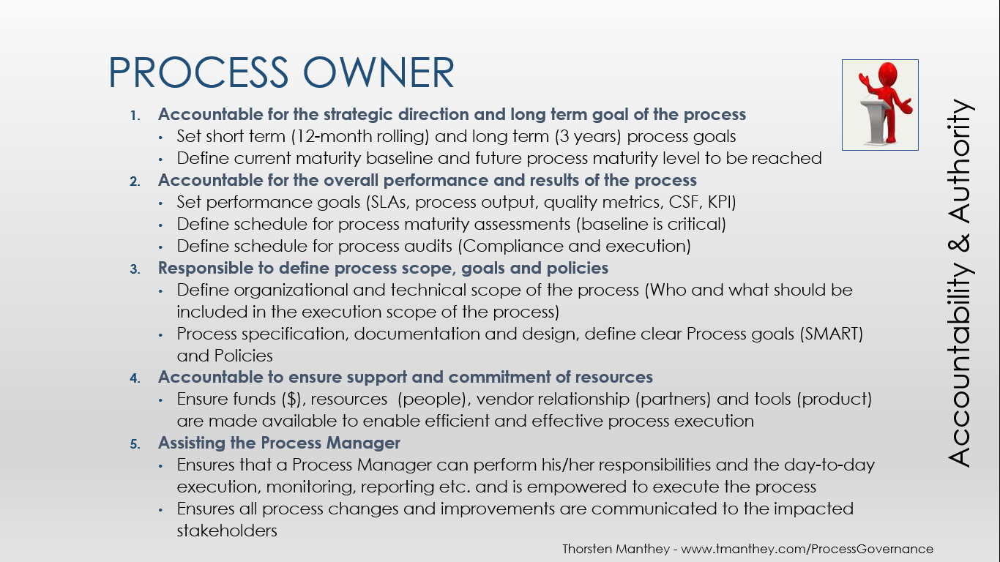 PROCESS OWNER
1. Accountable for the strategic direction and long term goal of the process
• Set short term (12-month rolling) and long term (3 years) process goals
• Define current maturity baseline and future process maturity level to be reached
2. Accountable for the overall performance and results of the process
• Set performance goals (SLAs, process output, quality metrics, CSF, KPI)
• Define schedule for process maturity assessments (baseline is critical)
• Define schedule for process audits (Compliance and execution)
3. Responsible to define process scope, goals and policies
• Define organizational and technical scope of the process (Who and what should be
included in the execution scope of the process)
• Process specification, documentation and design, define clear Process goals (SMART)
and Policies
4. Accountable to ensure support and commitment of resources
• Ensure funds ($), resources  (people), vendor relationship (partners) and tools (product)
are made available to enable efficient and effective process execution
5. Assisting the Process Manager
• Ensures that a Process Manager can perform his/her responsibilities and the day-to-day
execution, monitoring, reporting etc. and is empowered to execute the process
• Ensures all process changes and improvements are communicated to the impacted
stakeholders
Accountability & Authority
Thorsten Manthey - www.tmanthey.com/ProcessGovernance